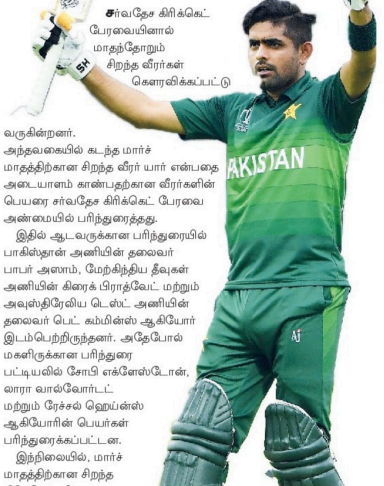 சர்வதேச கிரிக்கெட்
பேரவையினால்
மாதந்தோறும்
சிறந்த வீரர்கள்
கௌரவிக்கப்பட்டு
வருகின்றனர்.
அந்தவகையில் கடந்த மார்ச்
மாதத்திற்கான சிறந்த வீரர் யார் என்பதை
அடையாளம் காண்பதற்கான வீரர்களின்
பெயரை சர்வதேச கிரிக்கெட் பேரவை
அண்மையில் பரிந்துரைத்தது.
இதில் ஆடவருக்கான பரிந்துரையில்
பாகிஸ்தான் அணியின் தலைவர்
பாபர் அஸாம், மேற்கிந்திய தீவுகள்
அணியின் கிரைக் பிராத்வேட் மற்றும்
அவுஸ்திரேலிய டெஸ்ட் அணியின்
தலைவர் பெட் கம்மின்ஸ் ஆகியோர்
இடம்பெற்றிருந்தனர். அதேபோல்
மகளிருக்கான பரிந்துரை
பட்டியலில் சோபி எக்ளேஸ்டோன்,
லாரா வால்வோர்டட்
மற்றும் ரேச்சல் ஹெய்ன்ஸ்
ஆகியோரின் பெயர்கள்
பரிந்துரைக்கப்பட்டன.
இந்நிலையில், மார்ச்
மாதத்திற்கான சிறந்த
PAKISTAN
SH
AJ